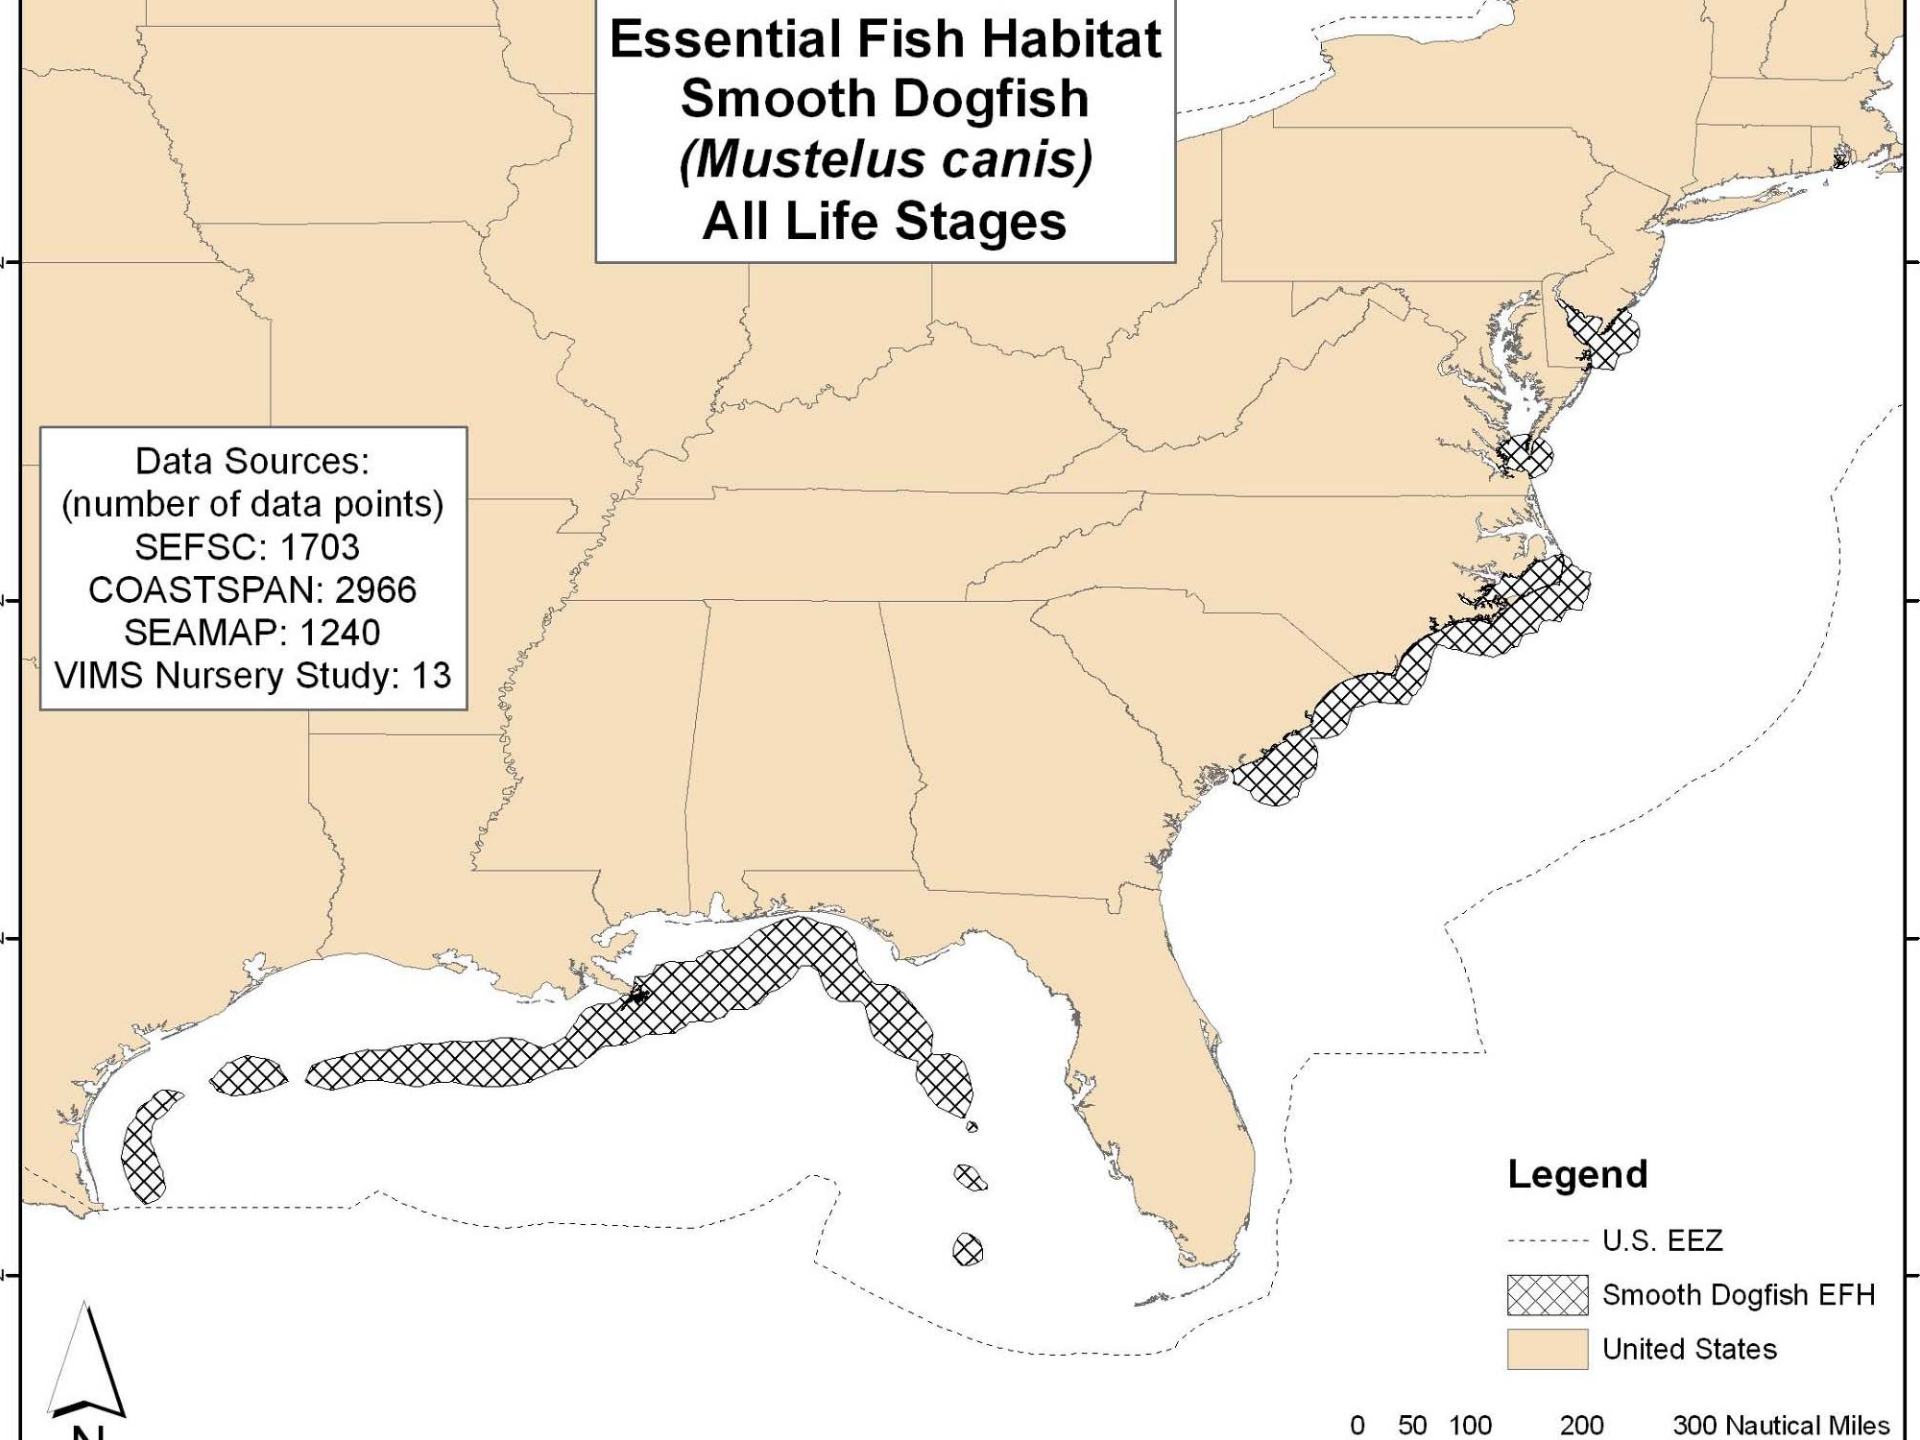 Essential Fish Habitat
Smooth Dogfish
(Mustelus canis)
All Life Stages
Data Sources:
(number of data points)
SEFSC: 1703
COASTSPAN: 2966
SEAMAP: 1240
VIMS Nursery Study: 13
Legend
U.S. EEZ
Smooth Dogfish EFH
United States
0 50 100 200 300 Nautical Miles
N